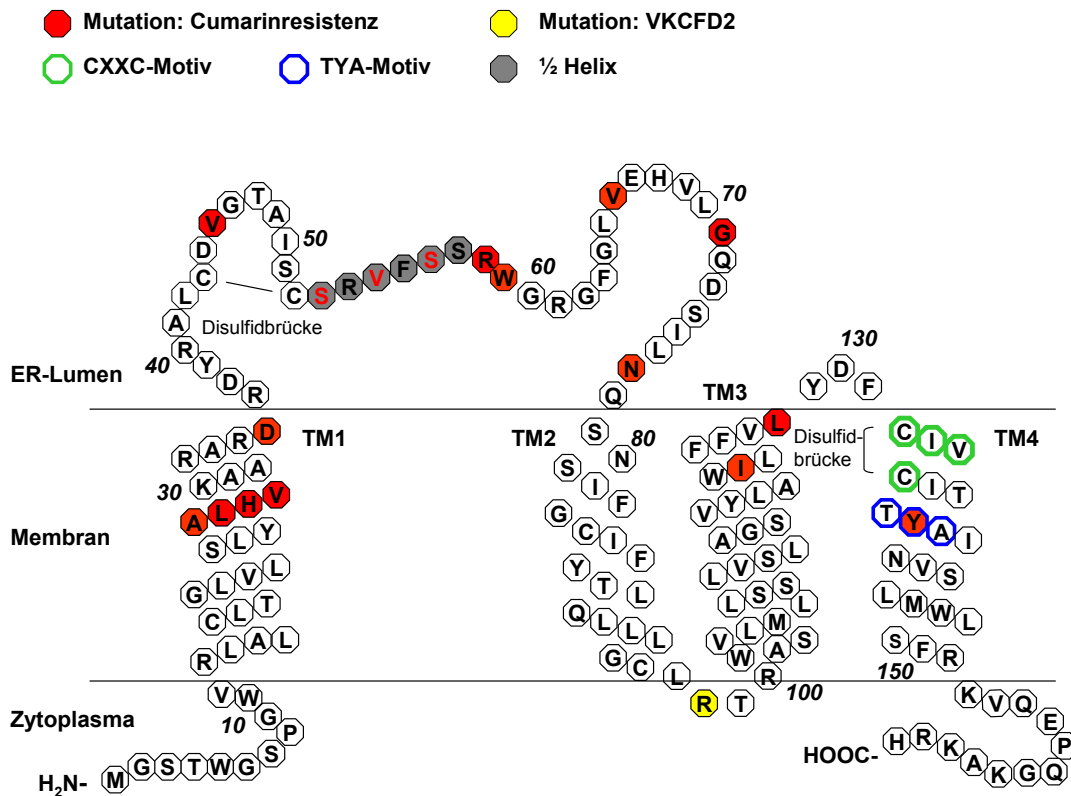 Mutation: Cumarinresistenz
Mutation: VKCFD2
CXXC-Motiv
TYA-Motiv
½ Helix
V G T A I S C
50
D C L A R Y D R
40
Disulfidbrücke
S R V F S S R W
G R G F G L V
60
E H V L G Q D S I L N Q
70
ER-Lumen
Y D F
130
TM3
TM1
R A R D
30
K A A
A L H V
S L Y
G L V L
C L T
R L A L
TM2
S
N
80
S I F
G C I F
Y T L
Q L L L
G C L
F F V L
W I L
V Y L A
A G S
L V S L
L S S L
V L M S
W A
R
100
Disulfid-
brücke
C I V
TM4
C I T
T Y A I
N V S
L M W L
S F R
150
Membran
Zytoplasma
V W G P S G W T S G M
10
H₂N-
R T
K V Q E P Q G K A K R H
HOOC-